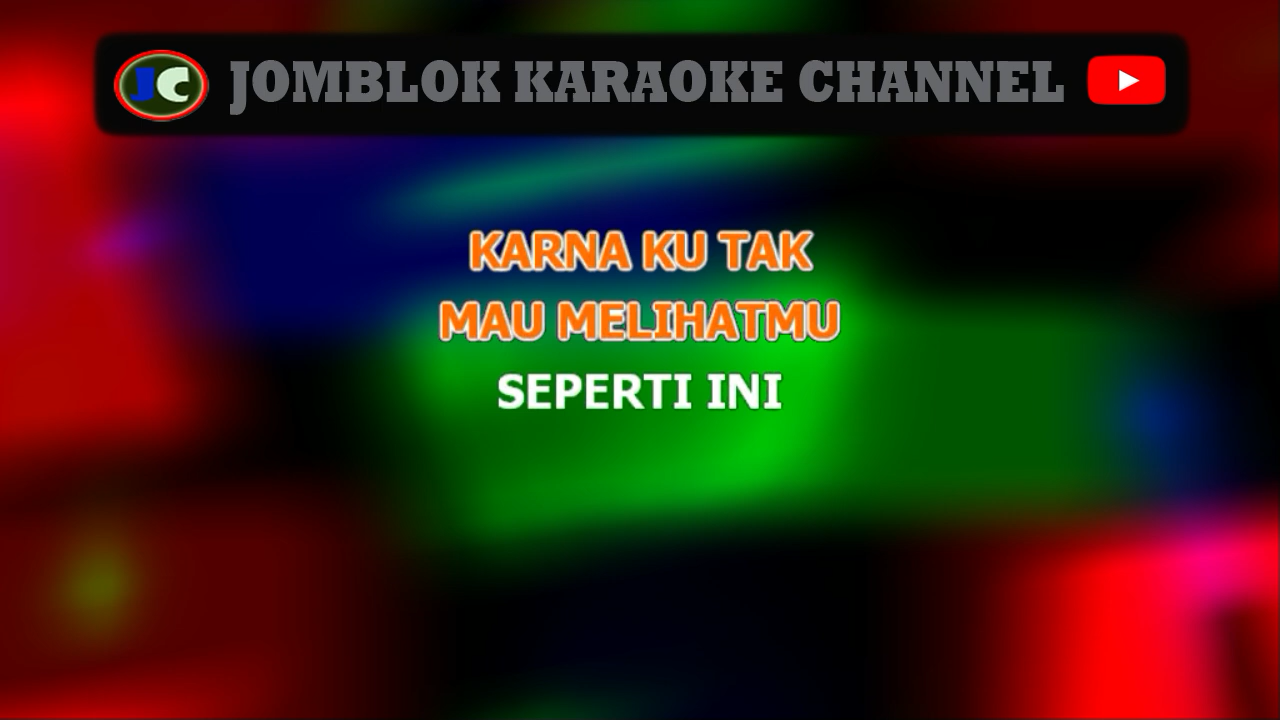 JC JOMBLOK KARAOKE CHANNEL
KARNA KU TAK
MAU MELIHATMU
SEPERTI INI